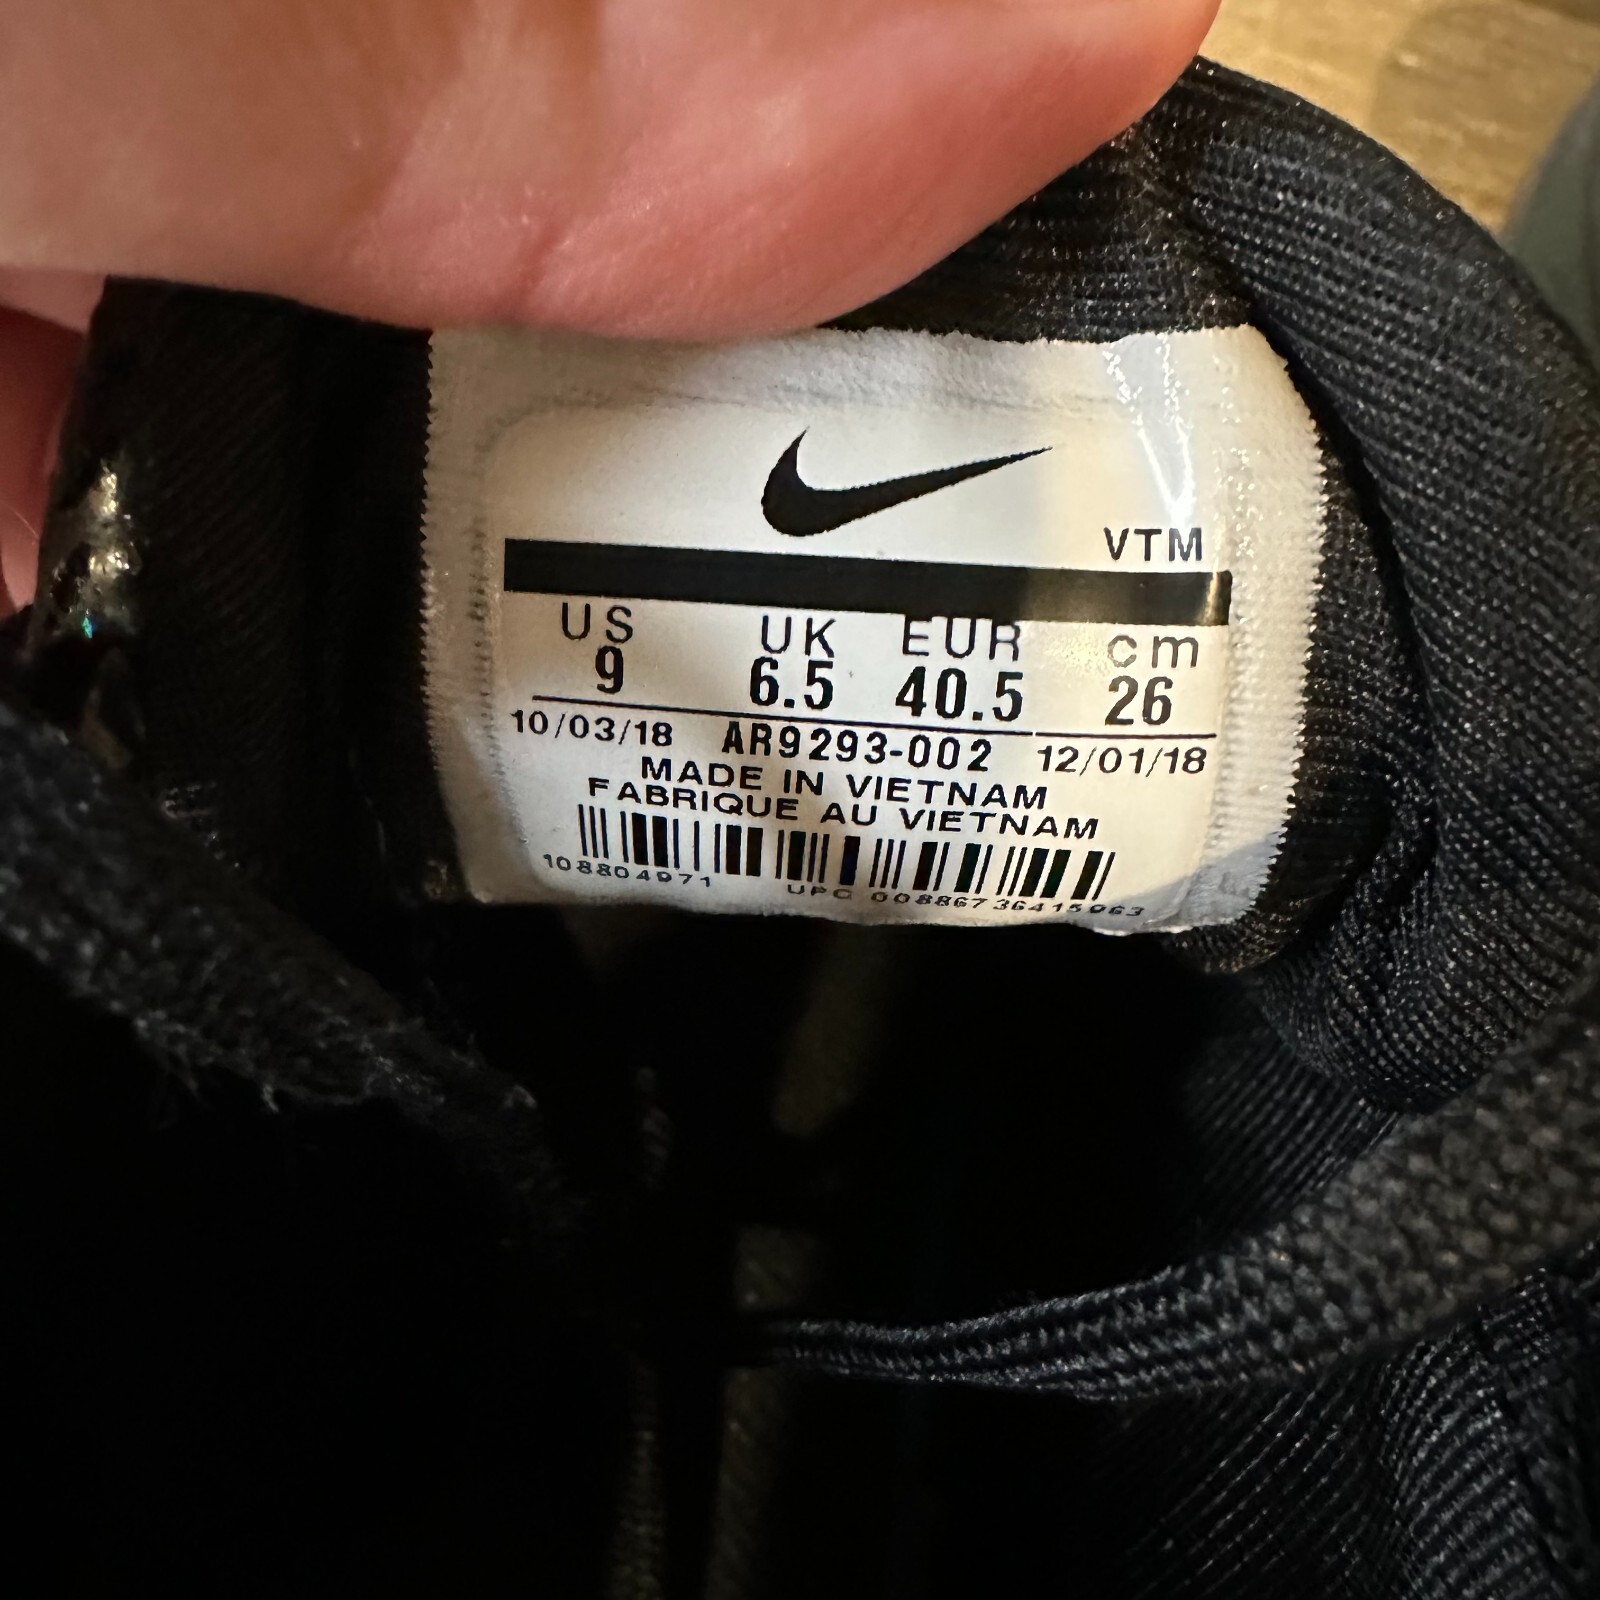 VTM
US UK EUR cm
9 6.5 40.5 26
10/03/18 AR9293-002 12/01/18
MADE IN VIETNAM
FABRIQUE AU VIETNAM
108804971 UPC 00886736415963